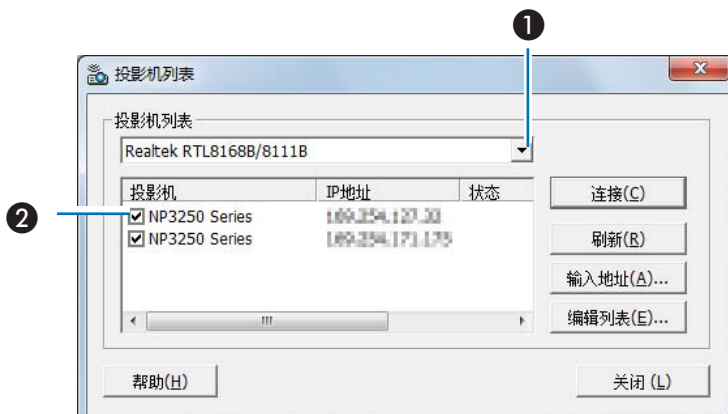 ❶
投影机列表
投影机列表
Realtek RTL8168B/8111B
投影机 IP地址 状态
❷
NP3250 Series
NP3250 Series
连接(C)
刷新(R)
输入地址(A)...
编辑列表(E)...
帮助(H)
关闭 (L)